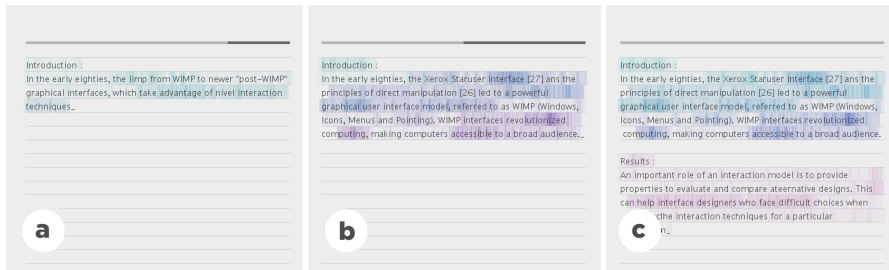 Introduction :
In the early eighties, the limp from WIMP to newer "post-WIMP"
graphical interfaces, which take advantage of nivel interaction
techniques_
a
Introduction :
In the early eighties, the Xerox Staruser Interface [27] ans the
principles of direct manipulation [26] led to a powerful
graphical user interface model, referred to as WIMP (Windows,
Icons, Menus and Pointing). WIMP interfaces revolutionized
computing, making computers accessible to a broad audience._
b
Introduction :
In the early eighties, the Xerox Staruser Interface [27] ans the
principles of direct manipulation [26] led to a powerful
graphical user interface model, referred to as WIMP (Windows,
Icons, Menus and Pointing). WIMP interfaces revolutionized
computing, making computers accessible to a broad audience.
Results :
An important role of an interaction model is to provide
properties to evaluate and compare ateernative designs. This
can help interface designers who face difficult choices when
the interaction techniques for a particular
c